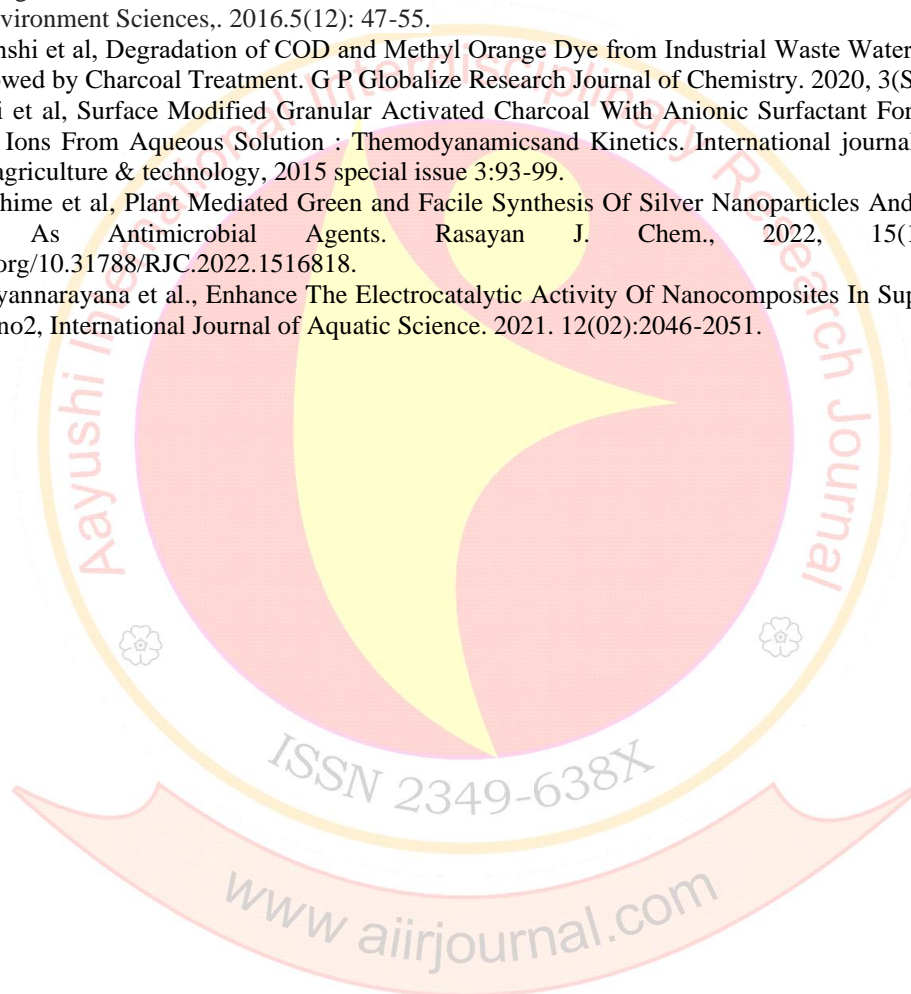 vironment Sciences,. 2016.5(12): 47-55.
nshi et al, Degradation of COD and Methyl Orange Dye from Industrial Waste Water
owed by Charcoal Treatment. G P Globalize Research Journal of Chemistry. 2020, 3(S
i et al, Surface Modified Granular Activated Charcoal With Anionic Surfactant For
Ions From Aqueous Solution : Themodyanamicsand Kinetics. International journal
agriculture & technology, 2015 special issue 3:93-99.
hime et al, Plant Mediated Green and Facile Synthesis Of Silver Nanoparticles And
As Antimicrobial Agents. Rasayan J. Chem., 2022, 15(1
org/10.31788/RJC.2022.1516818.
yannarayana et al., Enhance The Electrocatalytic Activity Of Nanocomposites In Sup
no2, International Journal of Aquatic Science. 2021. 12(02):2046-2051.
Aayushi International Interdisciplinary Research Journal
ISSN 2349-638X
www aiirjournal.com